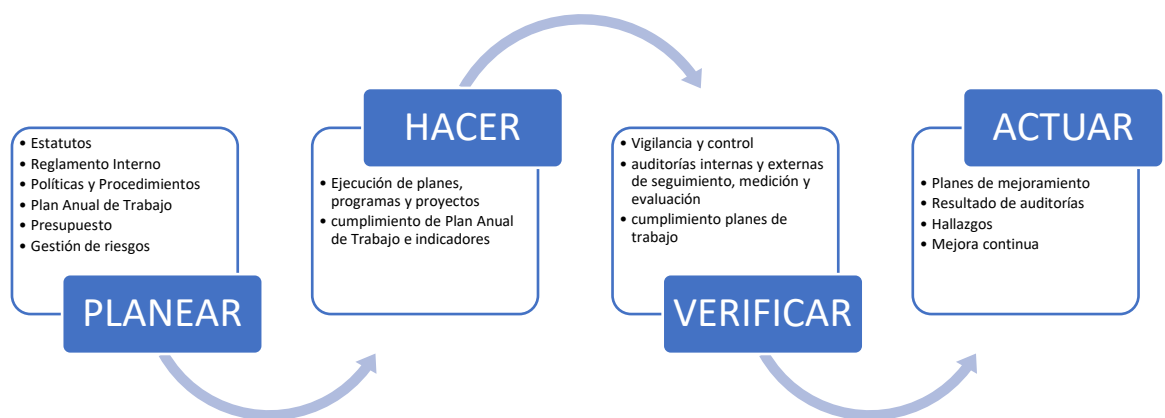 • Estatutos
• Reglamento Interno
• Políticas y Procedimientos
• Plan Anual de Trabajo
• Presupuesto
• Gestión de riesgos
PLANEAR
HACER
• Ejecución de planes,
programas y proyectos
• cumplimiento de Plan Anual
de Trabajo e indicadores
• Vigilancia y control
• auditorías internas y externas
de seguimiento, medición y
evaluación
• cumplimiento planes de
trabajo
VERIFICAR
ACTUAR
• Planes de mejoramiento
• Resultado de auditorías
• Hallazgos
• Mejora continua